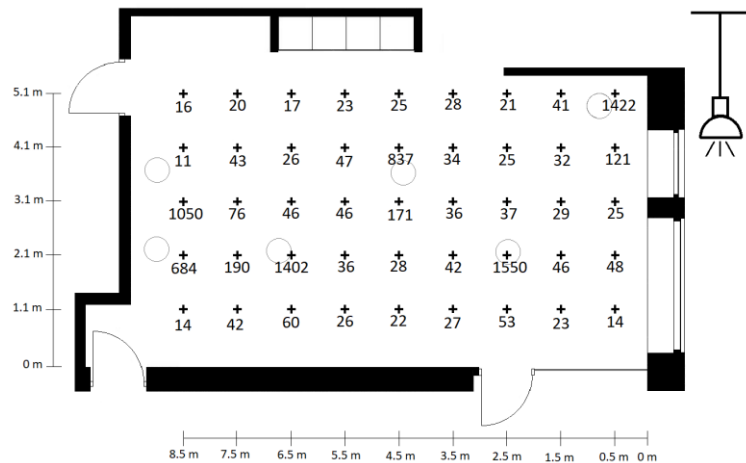 5.1 m 16 20 17 23 25 28 21 41 1422
4.1 m 11 43 26 47 837 34 25 32 121
3.1 m 1050 76 46 46 171 36 37 29 25
2.1 m 684 190 1402 36 28 42 1550 46 48
1.1 m 14 42 60 26 22 27 53 23 14
0 m
8.5 m 7.5 m 6.5 m 5.5 m 4.5 m 3.5 m 2.5 m 1.5 m 0.5 m 0 m